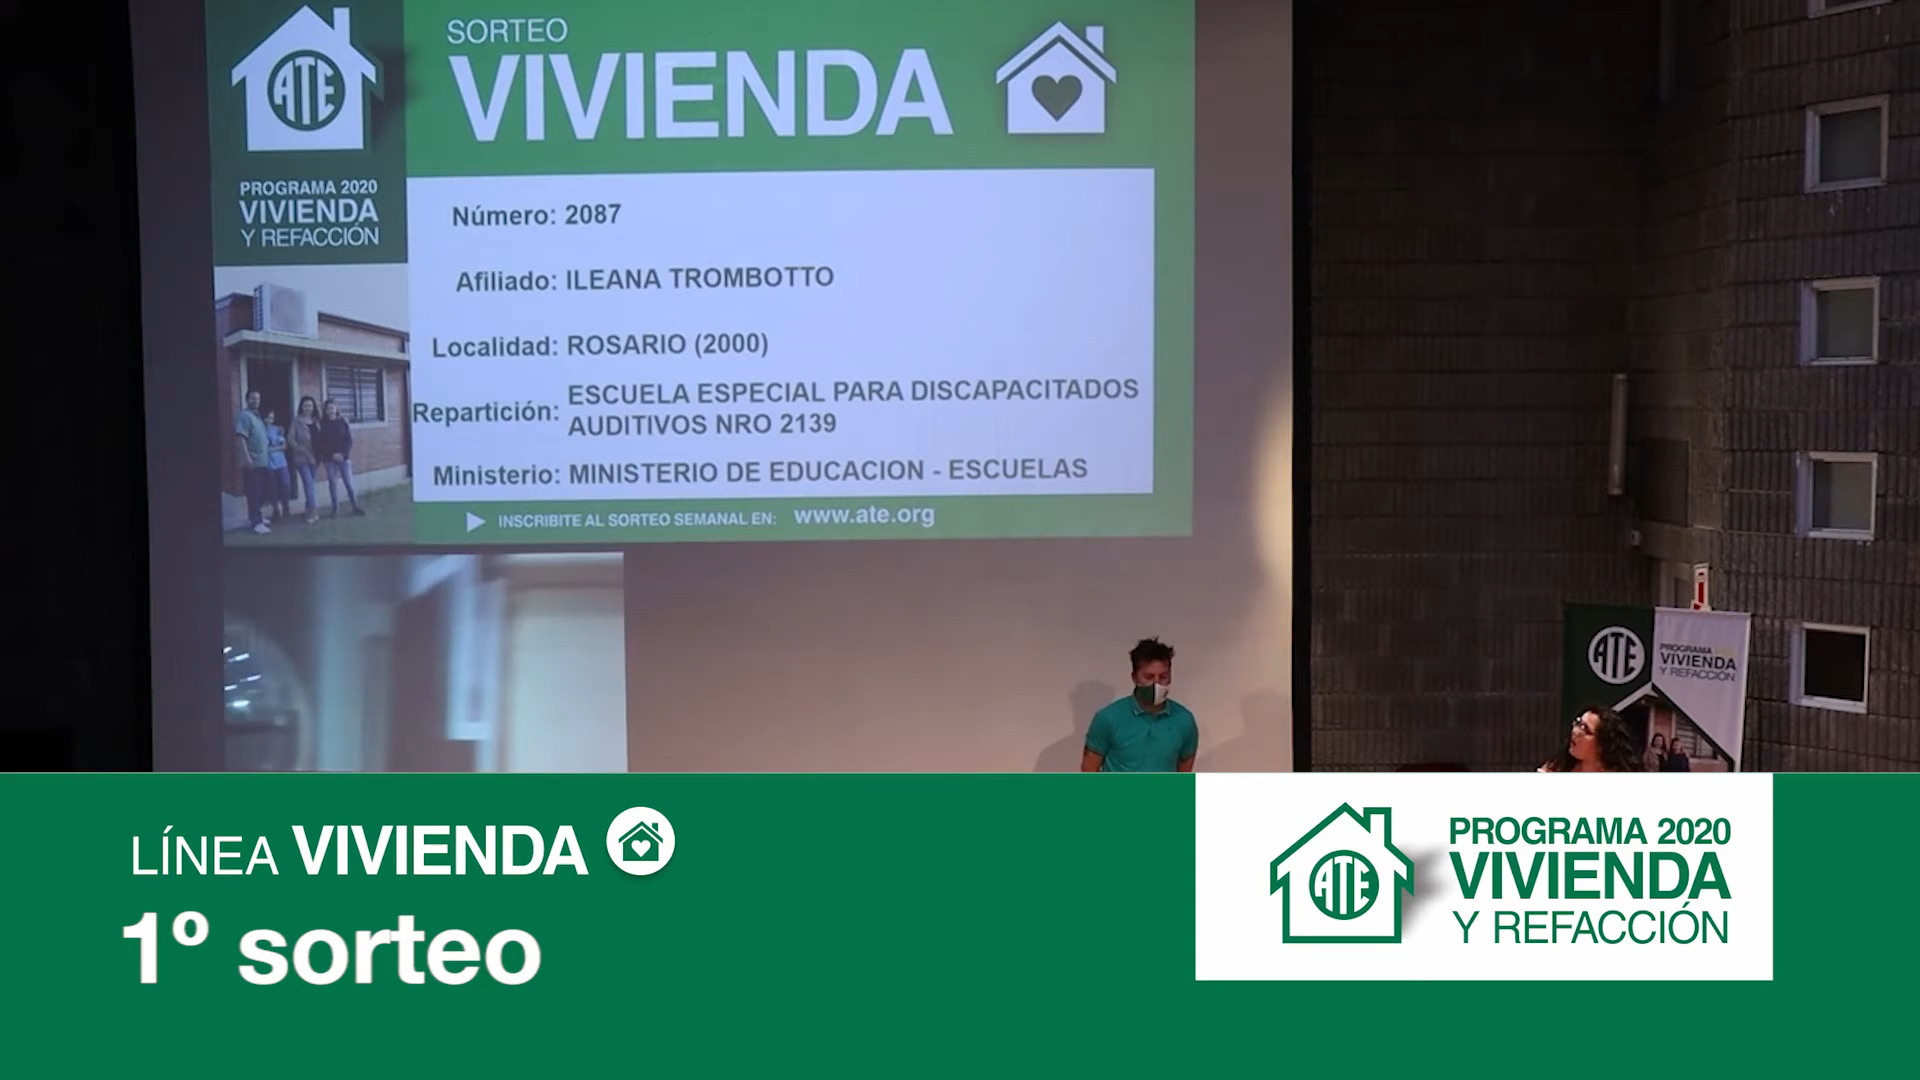 ATE
SORTEO
VIVIENDA
PROGRAMA 2020
VIVIENDA
Y REFACCIÓN
Número: 2087
Afiliado: ILEANA TROMBOTTO
Localidad: ROSARIO (2000)
Repartición: ESCUELA ESPECIAL PARA DISCAPACITADOS
AUDITIVOS NRO 2139
Ministerio: MINISTERIO DE EDUCACION - ESCUELAS
INSCRIBITE AL SORTEO SEMANAL EN: www.ate.org
ATE
PROGRAMA
VIVIENDA
Y REFACCIÓN
LÍNEA VIVIENDA
1º sorteo
ATE
PROGRAMA 2020
VIVIENDA
Y REFACCIÓN